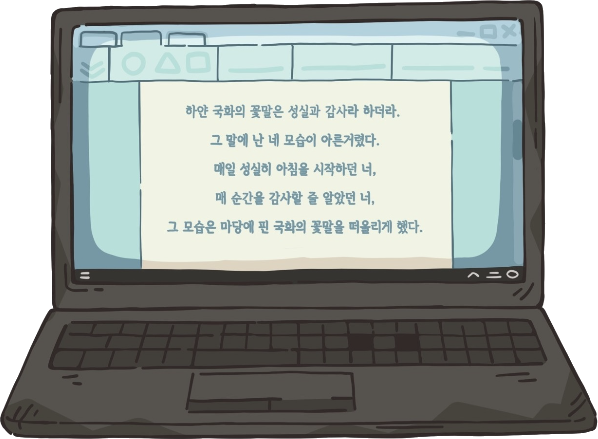 하얀 국화의 꽃말은 성실과 감사라 하더라.
그 말에 난 네 모습이 아른거렸다.
매일 성실히 아침을 시작하던 너,
매 순간을 감사할 줄 알았던 너,
그 모습은 마당에 핀 국화의 꽃말을 떠올리게 했다.